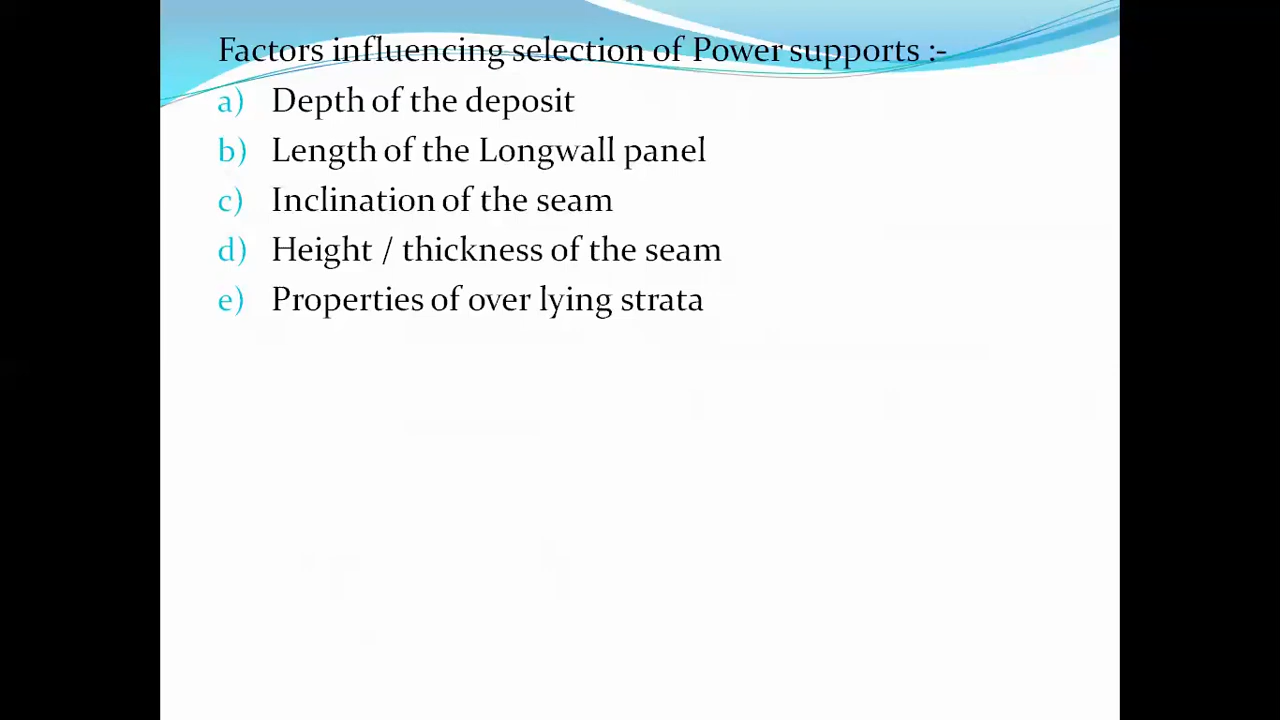 Factors influencing selection of Power supports :-
a) Depth of the deposit
b) Length of the Longwall panel
c) Inclination of the seam
d) Height / thickness of the seam
e) Properties of over lying strata